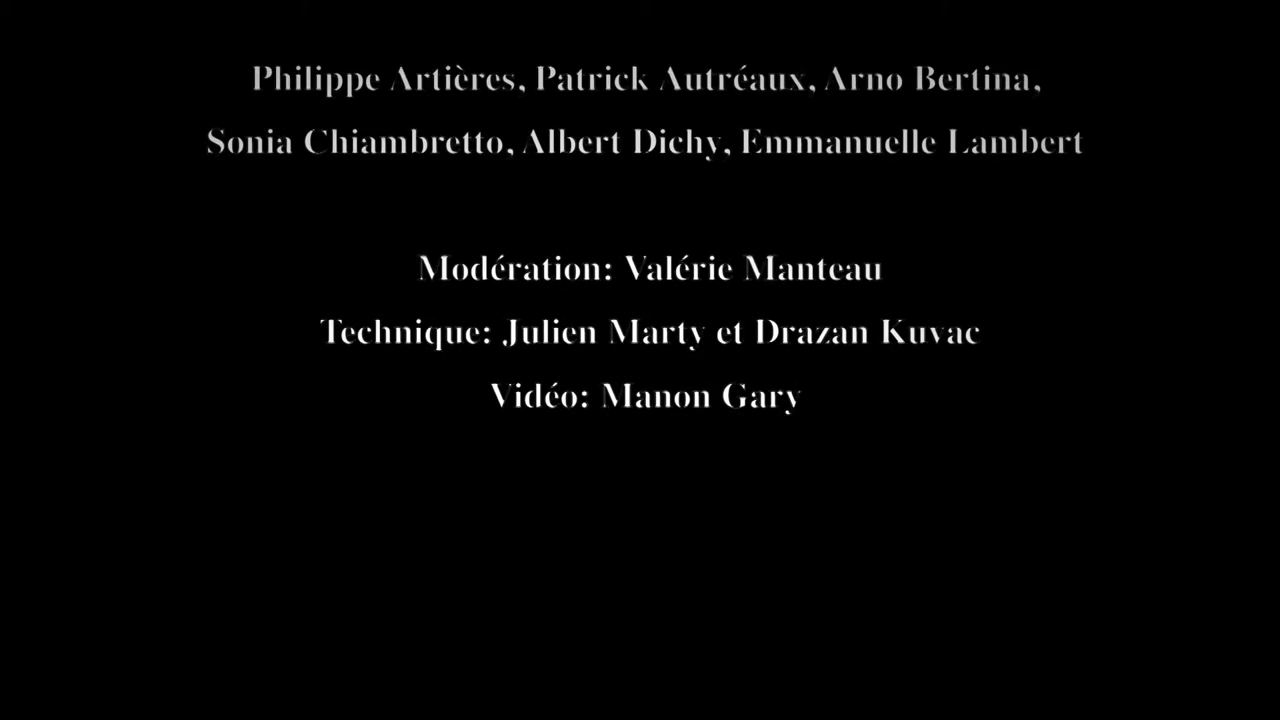 Philippe Artières, Patrick Autréaux, Arno Bertina,
Sonia Chiambretto, Albert Dichy, Emmanuelle Lambert
Modération: Valérie Manteau
Technique: Julien Marty et Drazan Kuvac
Vidéo: Manon Gary